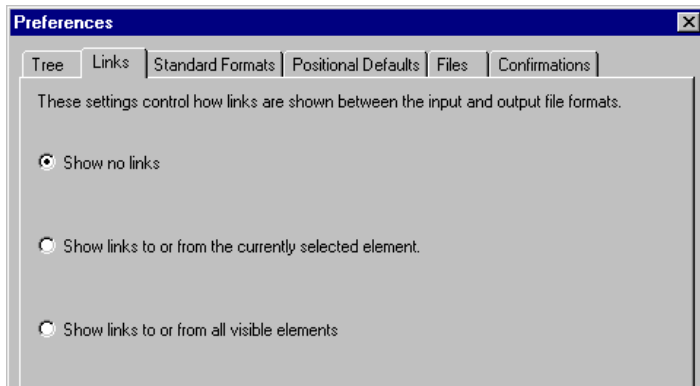 Preferences
Tree Links Standard Formats Positional Defaults Files Confirmations
These settings control how links are shown between the input and output file formats.
Show no links
Show links to or from the currently selected element.
Show links to or from all visible elements